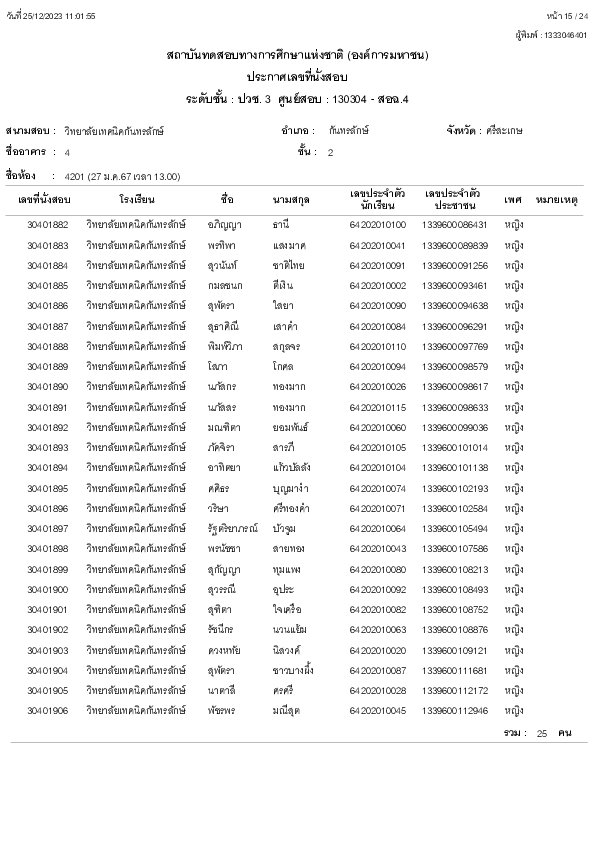 วันที่ 25/12/2023 11:01:55 หน้า 15 / 24
ผู้พิมพ์ : 1333046401
สถาบันทดสอบทางการศึกษาแห่งชาติ (องค์การมหาชน)
ประกาศเลขที่นั่งสอบ
ระดับชั้น : ปวช. 3 ศูนย์สอบ : 130304 - สอฉ.4
สนามสอบ : วิทยาลัยเทคนิคกันทรลักษ์ อำเภอ : กันทรลักษ์ จังหวัด : ศรีสะเกษ
ชื่ออาคาร : 4 ชั้น : 2
ชื่อห้อง : 4201 (27 ม.ค.67 เวลา 13.00)
เลขที่นั่งสอบ โรงเรียน ชื่อ นามสกุล เลขประจำตัวนักเรียน เลขประจำตัวประชาชน เพศ หมายเหตุ
30401882 วิทยาลัยเทคนิคกันทรลักษ์ อภิญญา ธานี 64202010100 1339600086431 หญิง
30401883 วิทยาลัยเทคนิคกันทรลักษ์ พรทิพา แสงมาศ 64202010041 1339600089839 หญิง
30401884 วิทยาลัยเทคนิคกันทรลักษ์ สุวนันท์ ชาติไทย 64202010091 1339600091256 หญิง
30401885 วิทยาลัยเทคนิคกันทรลักษ์ กมลชนก ดีเงิน 64202010002 1339600093461 หญิง
30401886 วิทยาลัยเทคนิคกันทรลักษ์ สุพัตรา ใสยา 64202010090 1339600094638 หญิง
30401887 วิทยาลัยเทคนิคกันทรลักษ์ สุธาศิณี เสาคำ 64202010084 1339600096291 หญิง
30401888 วิทยาลัยเทคนิคกันทรลักษ์ พิมพ์วิภา สกุลจร 64202010110 1339600097769 หญิง
30401889 วิทยาลัยเทคนิคกันทรลักษ์ โสภา โกศล 64202010094 1339600098579 หญิง
30401890 วิทยาลัยเทคนิคกันทรลักษ์ นภัสกร ทองมาก 64202010026 1339600098617 หญิง
30401891 วิทยาลัยเทคนิคกันทรลักษ์ นภัสสร ทองมาก 64202010115 1339600098633 หญิง
30401892 วิทยาลัยเทคนิคกันทรลักษ์ มณฑิตา ยอมพันธ์ 64202010060 1339600099036 หญิง
30401893 วิทยาลัยเทคนิคกันทรลักษ์ ภัคจิรา สารภี 64202010105 1339600101014 หญิง
30401894 วิทยาลัยเทคนิคกันทรลักษ์ อาทิตยา แก้วบัลลัง 64202010104 1339600101138 หญิง
30401895 วิทยาลัยเทคนิคกันทรลักษ์ ศศิธร บุญมาง้ำ 64202010074 1339600102193 หญิง
30401896 วิทยาลัยเทคนิคกันทรลักษ์ วริษา ศรีทองคำ 64202010071 1339600102584 หญิง
30401897 วิทยาลัยเทคนิคกันทรลักษ์ รัฐตริยาภรณ์ บัวจูม 64202010064 1339600105494 หญิง
30401898 วิทยาลัยเทคนิคกันทรลักษ์ พรนัชชา สายทอง 64202010043 1339600107586 หญิง
30401899 วิทยาลัยเทคนิคกันทรลักษ์ สุกัญญา ทุมแพง 64202010080 1339600108213 หญิง
30401900 วิทยาลัยเทคนิคกันทรลักษ์ สุวรรณี อุประ 64202010092 1339600108493 หญิง
30401901 วิทยาลัยเทคนิคกันทรลักษ์ สุฑิตา ใจเครือ 64202010082 1339600108752 หญิง
30401902 วิทยาลัยเทคนิคกันทรลักษ์ รัชนีกร นวนแย้ม 64202010063 1339600108876 หญิง
30401903 วิทยาลัยเทคนิคกันทรลักษ์ ดวงหทัย นิสวงค์ 64202010020 1339600109121 หญิง
30401904 วิทยาลัยเทคนิคกันทรลักษ์ สุพัตรา ชาวบางผึ้ง 64202010087 1339600111681 หญิง
30401905 วิทยาลัยเทคนิคกันทรลักษ์ นาตาลี ศรศรี 64202010028 1339600112172 หญิง
30401906 วิทยาลัยเทคนิคกันทรลักษ์ พัชรพร มณีสุต 64202010045 1339600112946 หญิง
รวม : 25 คน